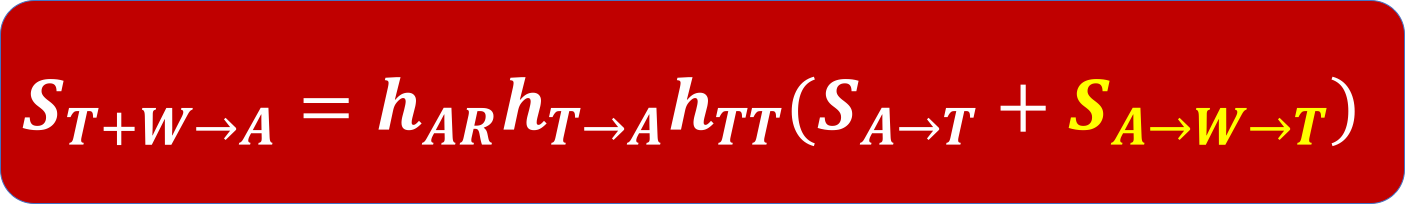 S_{T+W→A} = h_{AR}h_{T→A}h_{TT}(S_{A→T} + S_{A→W→T})